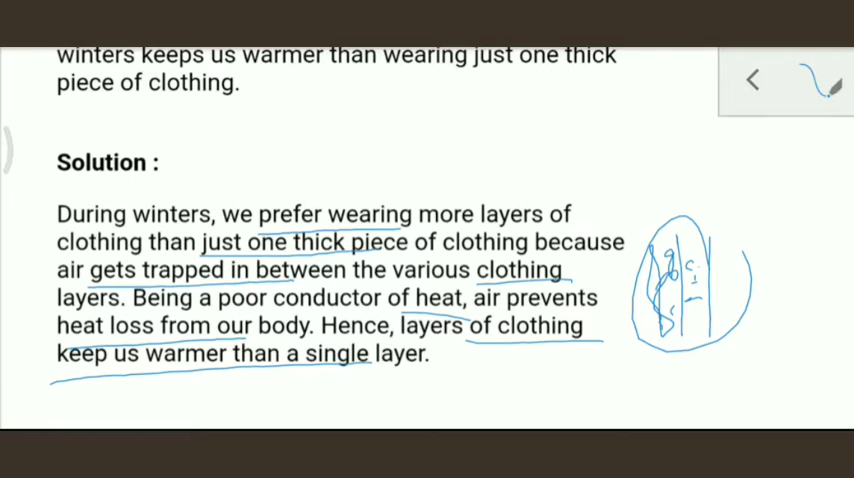 winters keeps us warmer than wearing just one thick
piece of clothing.
Solution :
During winters, we prefer wearing more layers of
clothing than just one thick piece of clothing because
air gets trapped in between the various clothing
layers. Being a poor conductor of heat, air prevents
heat loss from our body. Hence, layers of clothing
keep us warmer than a single layer.